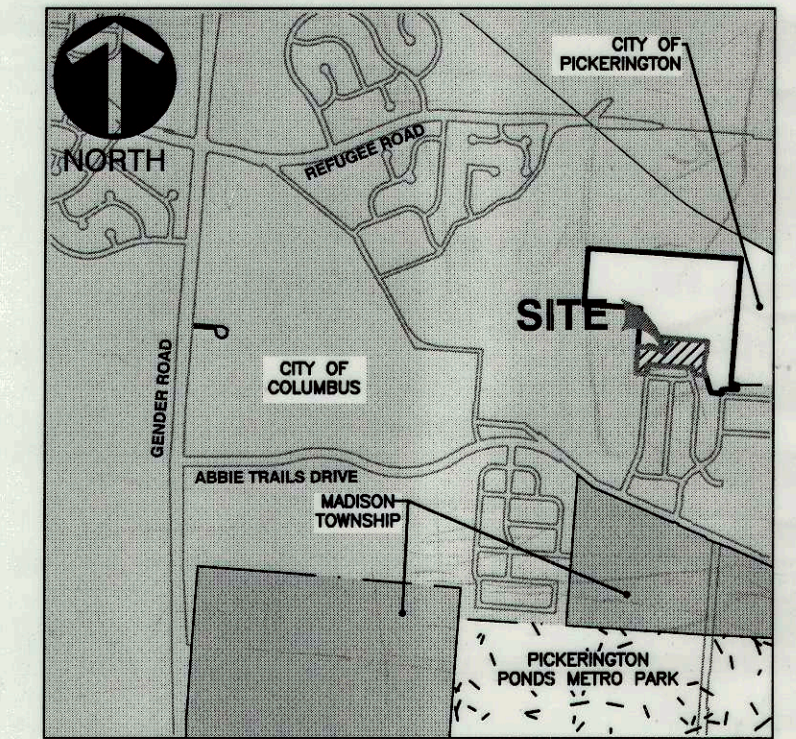 CITY OF
PICKERINGTON
NORTH
REFUGEE ROAD
SITE
CITY OF
COLUMBUS
GENDER ROAD
ABBIE TRAILS DRIVE
MADISON
TOWNSHIP
PICKERINGTON
PONDS METRO PARK